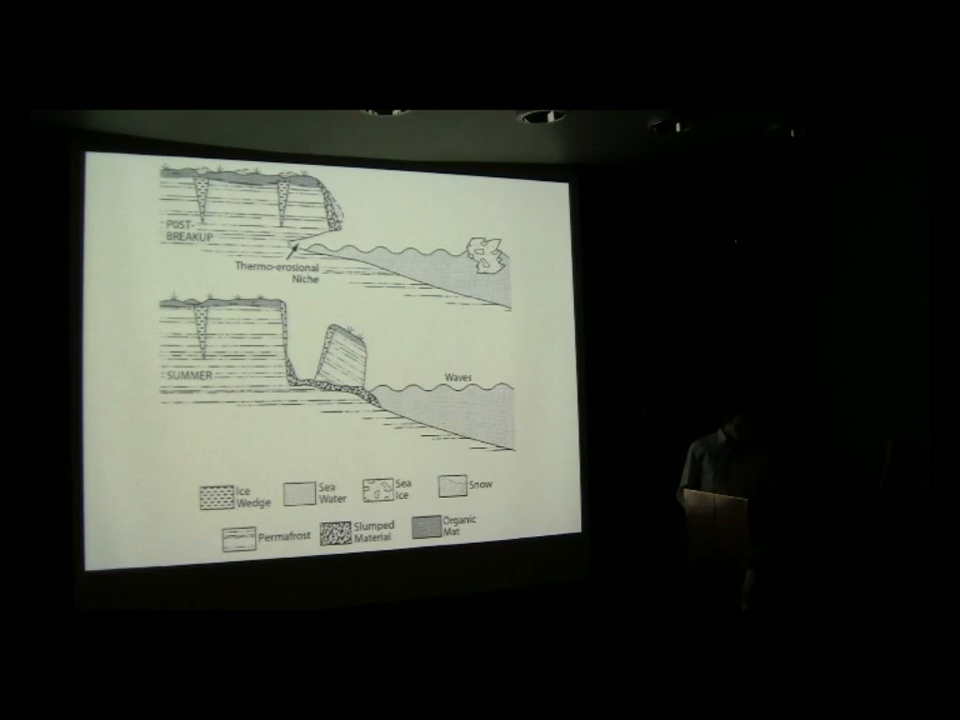 POST-
BREAKUP
Thermo-erosional
Niche
SUMMER
Waves
Ice
Wedge
Sea
Water
Sea
Ice
Snow
Permafrost
Slumped
Material
Organic
Mat